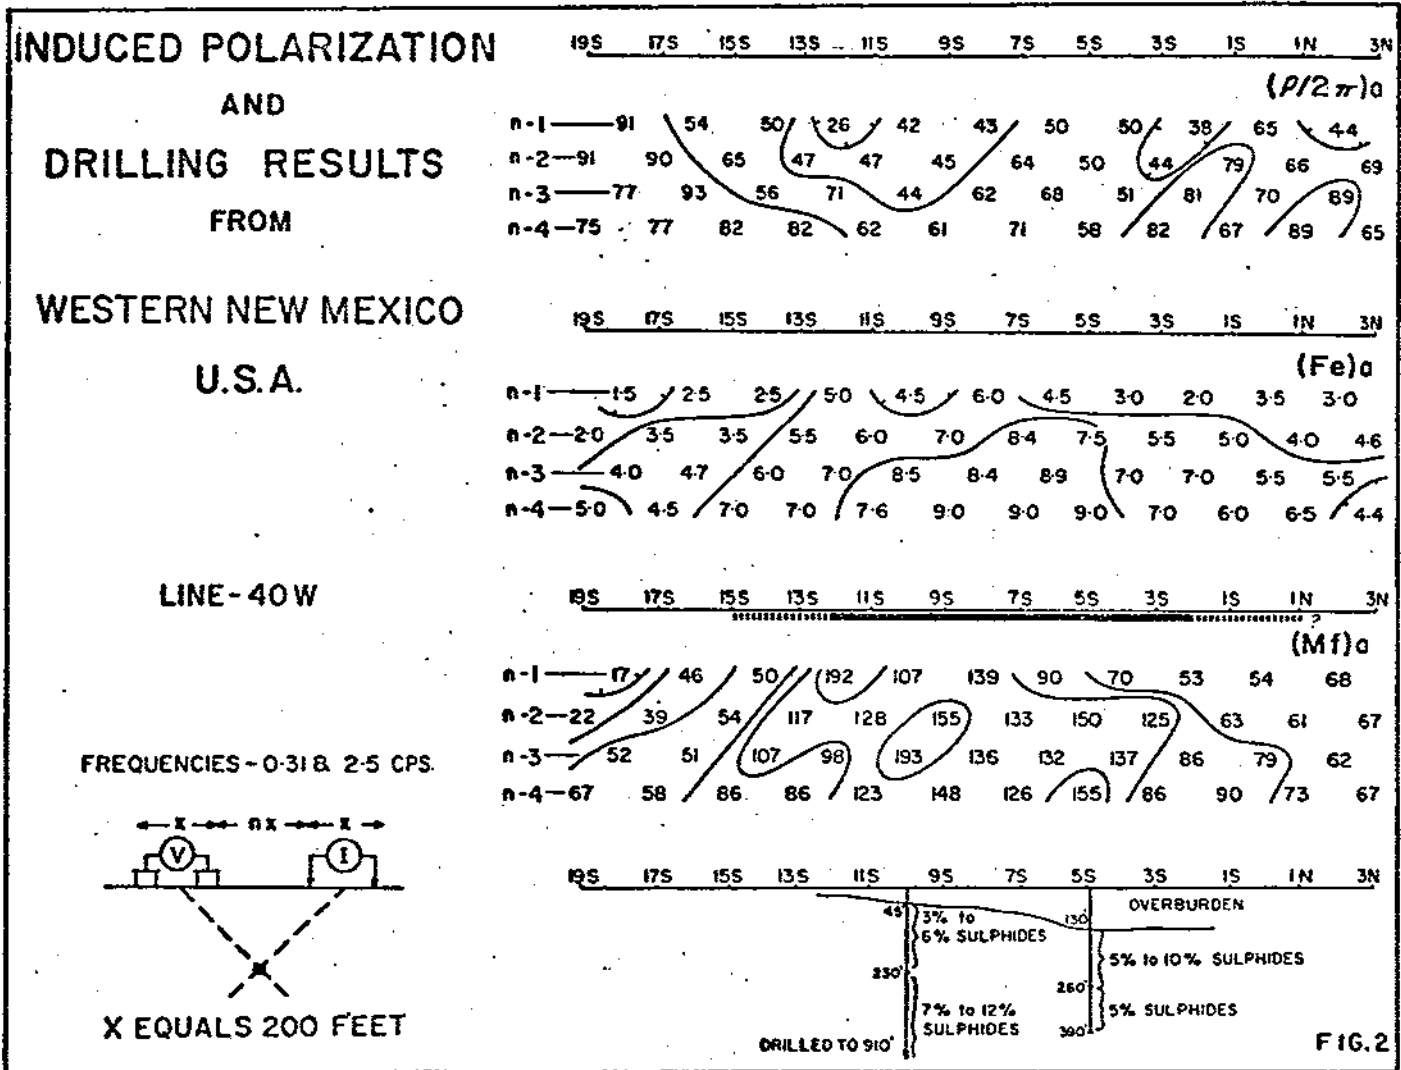 INDUCED POLARIZATION
AND
DRILLING RESULTS
FROM
WESTERN NEW MEXICO
U.S.A.
LINE-40W
FREQUENCIES-0·31 & 2·5 CPS.
X nX X
V I
X EQUALS 200 FEET
19S 17S 15S 13S 11S 9S 7S 5S 3S 1S 1N 3N
(P/2π)a
n-1 91 54 50 26 42 43 50 50 38 65 44
n-2 91 90 65 47 47 45 64 50 44 79 66 69
n-3 77 93 56 71 44 62 68 51 81 70 89
n-4 75 77 82 82 62 61 71 58 82 67 89 65
19S 17S 15S 13S 11S 9S 7S 5S 3S 1S 1N 3N
(Fe)a
n-1 1·5 2·5 2·5 5·0 4·5 6·0 4·5 3·0 2·0 3·5 3·0
n-2 2·0 3·5 3·5 5·5 6·0 7·0 8·4 7·5 5·5 5·0 4·0 4·6
n-3 4·0 4·7 6·0 7·0 8·5 8·4 8·9 7·0 7·0 5·5 5·5
n-4 5·0 4·5 7·0 7·0 7·6 9·0 9·0 9·0 7·0 6·0 6·5 4·4
19S 17S 15S 13S 11S 9S 7S 5S 3S 1S 1N 3N
?
(Mf)a
n-1 17 46 50 192 107 139 90 70 53 54 68
n-2 22 39 54 117 128 155 133 150 125 63 61 67
n-3 52 51 107 98 193 136 132 137 86 79 62
n-4 67 58 86 86 123 148 126 155 86 90 73 67
19S 17S 15S 13S 11S 9S 7S 5S 3S 1S 1N 3N
OVERBURDEN
45' 3% to 6% SULPHIDES
130' 5% to 10% SULPHIDES
230' 7% to 12% SULPHIDES
260' 5% SULPHIDES
390'
DRILLED TO 910'
FIG.2